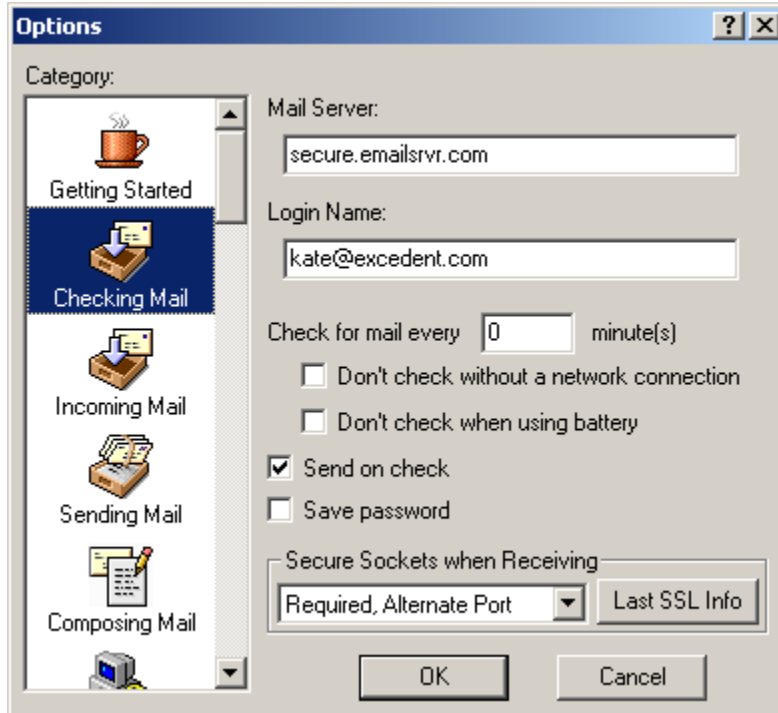 Options
Category:
Getting Started
Checking Mail
Incoming Mail
Sending Mail
Composing Mail
Mail Server:
secure.emailsrvr.com
Login Name:
kate@excedent.com
Check for mail every 0 minute(s)
Don't check without a network connection
Don't check when using battery
Send on check
Save password
Secure Sockets when Receiving
Required, Alternate Port
Last SSL Info
OK
Cancel